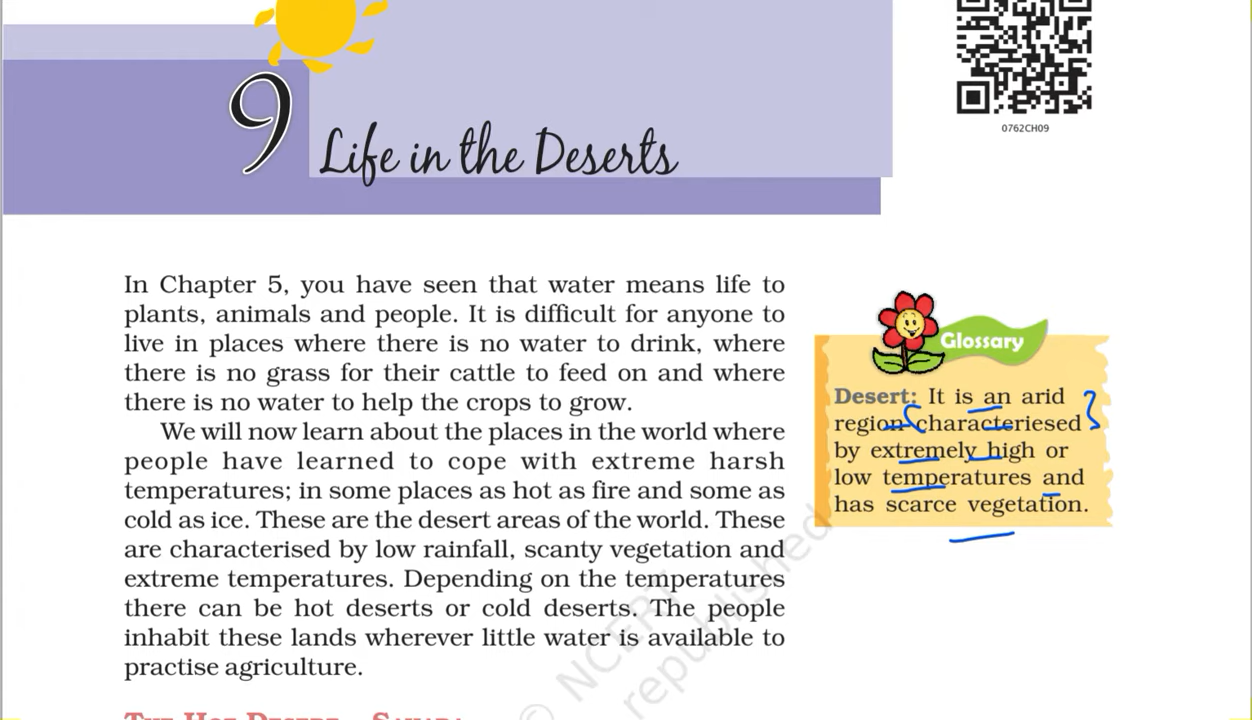 9 Life in the Deserts
0762CH09
In Chapter 5, you have seen that water means life to
plants, animals and people. It is difficult for anyone to
live in places where there is no water to drink, where
there is no grass for their cattle to feed on and where
there is no water to help the crops to grow.
We will now learn about the places in the world where
people have learned to cope with extreme harsh
temperatures; in some places as hot as fire and some as
cold as ice. These are the desert areas of the world. These
are characterised by low rainfall, scanty vegetation and
extreme temperatures. Depending on the temperatures
there can be hot deserts or cold deserts. The people
inhabit these lands wherever little water is available to
practise agriculture.
Glossary
Desert: It is an arid
region characteriesed
by extremely high or
low temperatures and
has scarce vegetation.
The Hot Desert – Sahara
© NCERT
republished